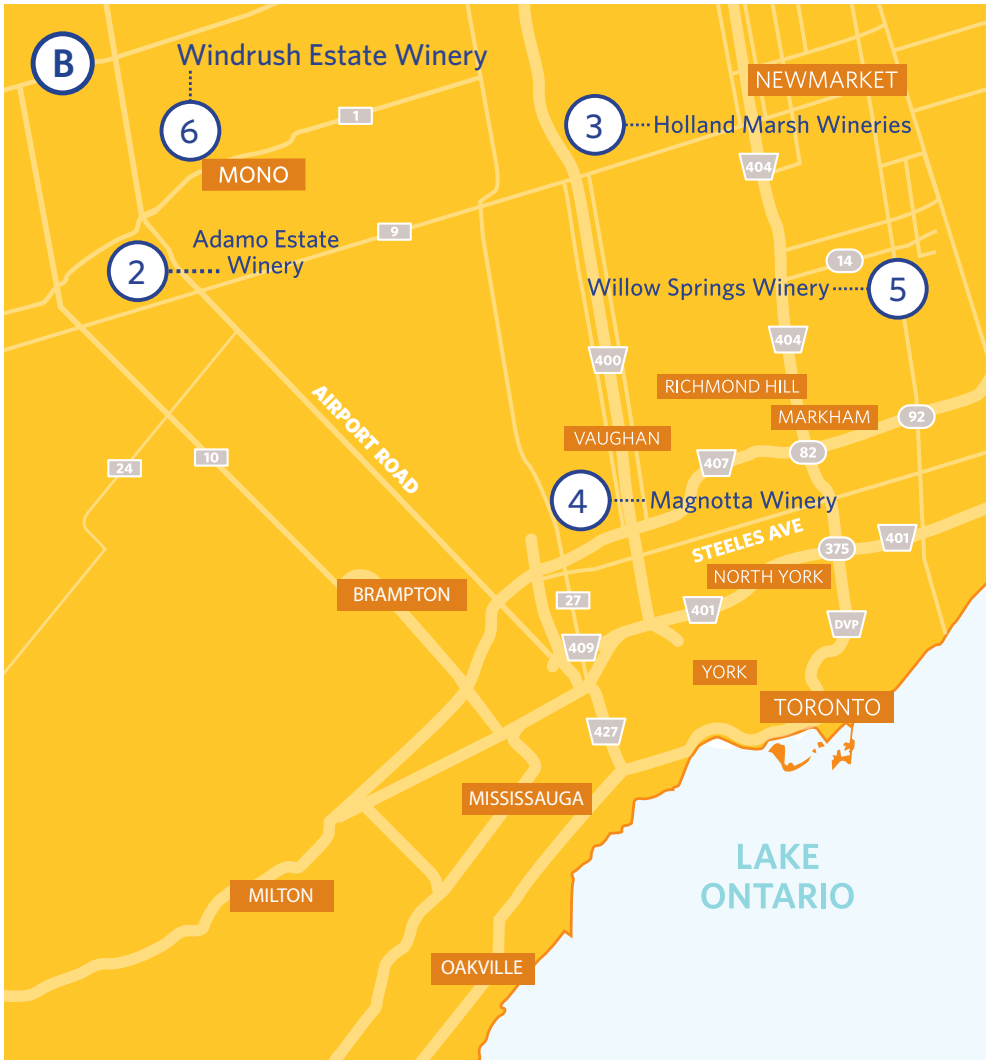 B
Windrush Estate Winery
6
1
MONO
NEWMARKET
3
Holland Marsh Wineries
404
9
Adamo Estate
Winery
2
14
Willow Springs Winery
5
404
400
RICHMOND HILL
MARKHAM
92
AIRPORT ROAD
VAUGHAN
407
82
10
24
4
Magnotta Winery
STEELES AVE
401
375
NORTH YORK
BRAMPTON
27
401
DVP
409
YORK
TORONTO
427
MISSISSAUGA
LAKE
ONTARIO
MILTON
OAKVILLE